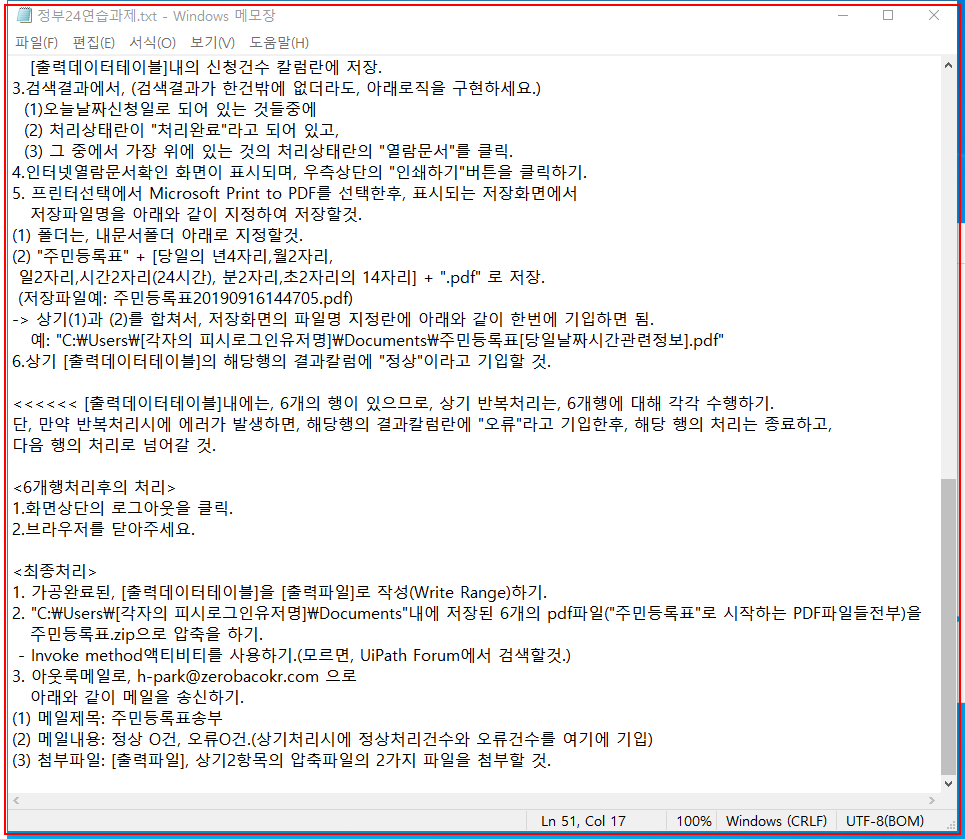 정부24연습과제.txt - Windows 메모장
파일(F) 편집(E) 서식(O) 보기(V) 도움말(H)
[출력데이터테이블]내의 신청건수 칼럼란에 저장.
3.검색결과에서, (검색결과가 한건밖에 없더라도, 아래로직을 구현하세요.)
(1)오늘날짜신청일로 되어 있는 것들중에
(2) 처리상태란이 "처리완료"라고 되어 있고,
(3) 그 중에서 가장 위에 있는 것의 처리상태란의 "열람문서"를 클릭.
4.인터넷열람문서확인 화면이 표시되며, 우측상단의 "인쇄하기"버튼을 클릭하기.
5. 프린터선택에서 Microsoft Print to PDF를 선택한후, 표시되는 저장화면에서
저장파일명을 아래와 같이 지정하여 저장할것.
(1) 폴더는, 내문서폴더 아래로 지정할것.
(2) "주민등록표" + [당일의 년4자리,월2자리,
일2자리,시간2자리(24시간), 분2자리,초2자리의 14자리] + ".pdf" 로 저장.
(저장파일예: 주민등록표20190916144705.pdf)
-> 상기(1)과 (2)를 합쳐서, 저장화면의 파일명 지정란에 아래와 같이 한번에 기입하면 됨.
예: "C:₩Users₩[각자의 피시로그인유저명]₩Documents₩주민등록표[당일날짜시간관련정보].pdf"
6.상기 [출력데이터테이블]의 해당행의 결과칼럼에 "정상"이라고 기입할 것.
<<<<<< [출력데이터테이블]내에는, 6개의 행이 있으므로, 상기 반복처리는, 6개행에 대해 각각 수행하기.
단, 만약 반복처리시에 에러가 발생하면, 해당행의 결과칼럼란에 "오류"라고 기입한후, 해당 행의 처리는 종료하고,
다음 행의 처리로 넘어갈 것.
<6개행처리후의 처리>
1.화면상단의 로그아웃을 클릭.
2.브라우저를 닫아주세요.
<최종처리>
1. 가공완료된, [출력데이터테이블]을 [출력파일]로 작성(Write Range)하기.
2. "C:₩Users₩[각자의 피시로그인유저명]₩Documents"내에 저장된 6개의 pdf파일("주민등록표"로 시작하는 PDF파일들전부)을
주민등록표.zip으로 압축을 하기.
- Invoke method액티비티를 사용하기.(모르면, UiPath Forum에서 검색할것.)
3. 아웃룩메일로, h-park@zerobacokr.com 으로
아래와 같이 메일을 송신하기.
(1) 메일제목: 주민등록표송부
(2) 메일내용: 정상 O건, 오류O건.(상기처리시에 정상처리건수와 오류건수를 여기에 기입)
(3) 첨부파일: [출력파일], 상기2항목의 압축파일의 2가지 파일을 첨부할 것.
Ln 51, Col 17 100% Windows (CRLF) UTF-8(BOM)